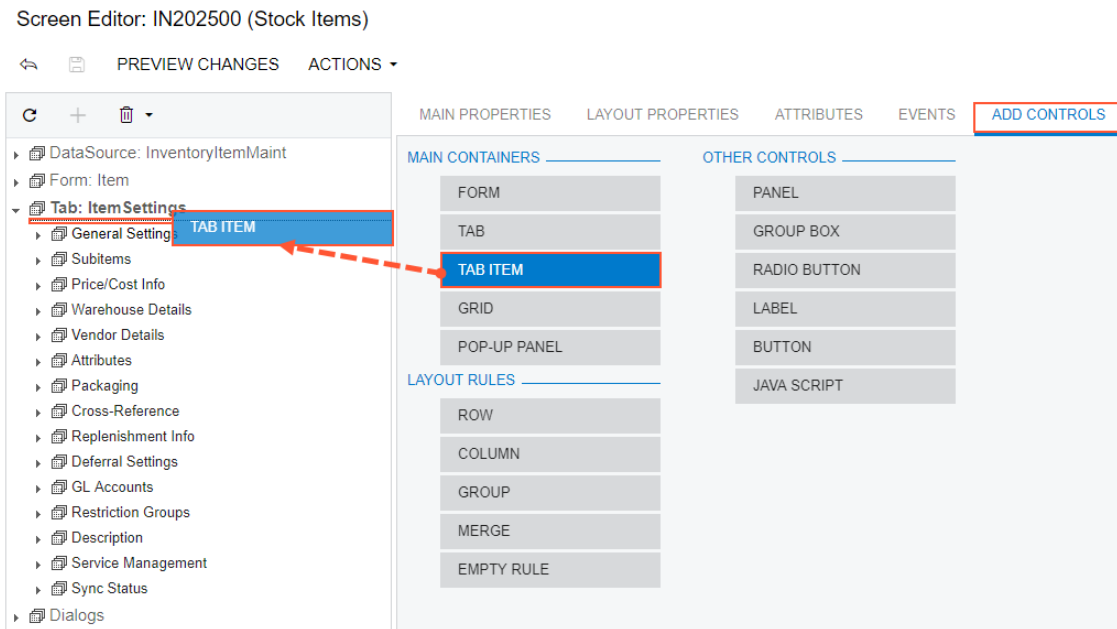 Screen Editor: IN202500 (Stock Items)
PREVIEW CHANGES ACTIONS
MAIN PROPERTIES LAYOUT PROPERTIES ATTRIBUTES EVENTS ADD CONTROLS
DataSource: InventoryItemMaint
Form: Item
Tab: ItemSettings
TAB ITEM
General Settings
Subitems
Price/Cost Info
Warehouse Details
Vendor Details
Attributes
Packaging
Cross-Reference
Replenishment Info
Deferral Settings
GL Accounts
Restriction Groups
Description
Service Management
Sync Status
Dialogs
MAIN CONTAINERS
FORM
TAB
TAB ITEM
GRID
POP-UP PANEL
LAYOUT RULES
ROW
COLUMN
GROUP
MERGE
EMPTY RULE
OTHER CONTROLS
PANEL
GROUP BOX
RADIO BUTTON
LABEL
BUTTON
JAVA SCRIPT